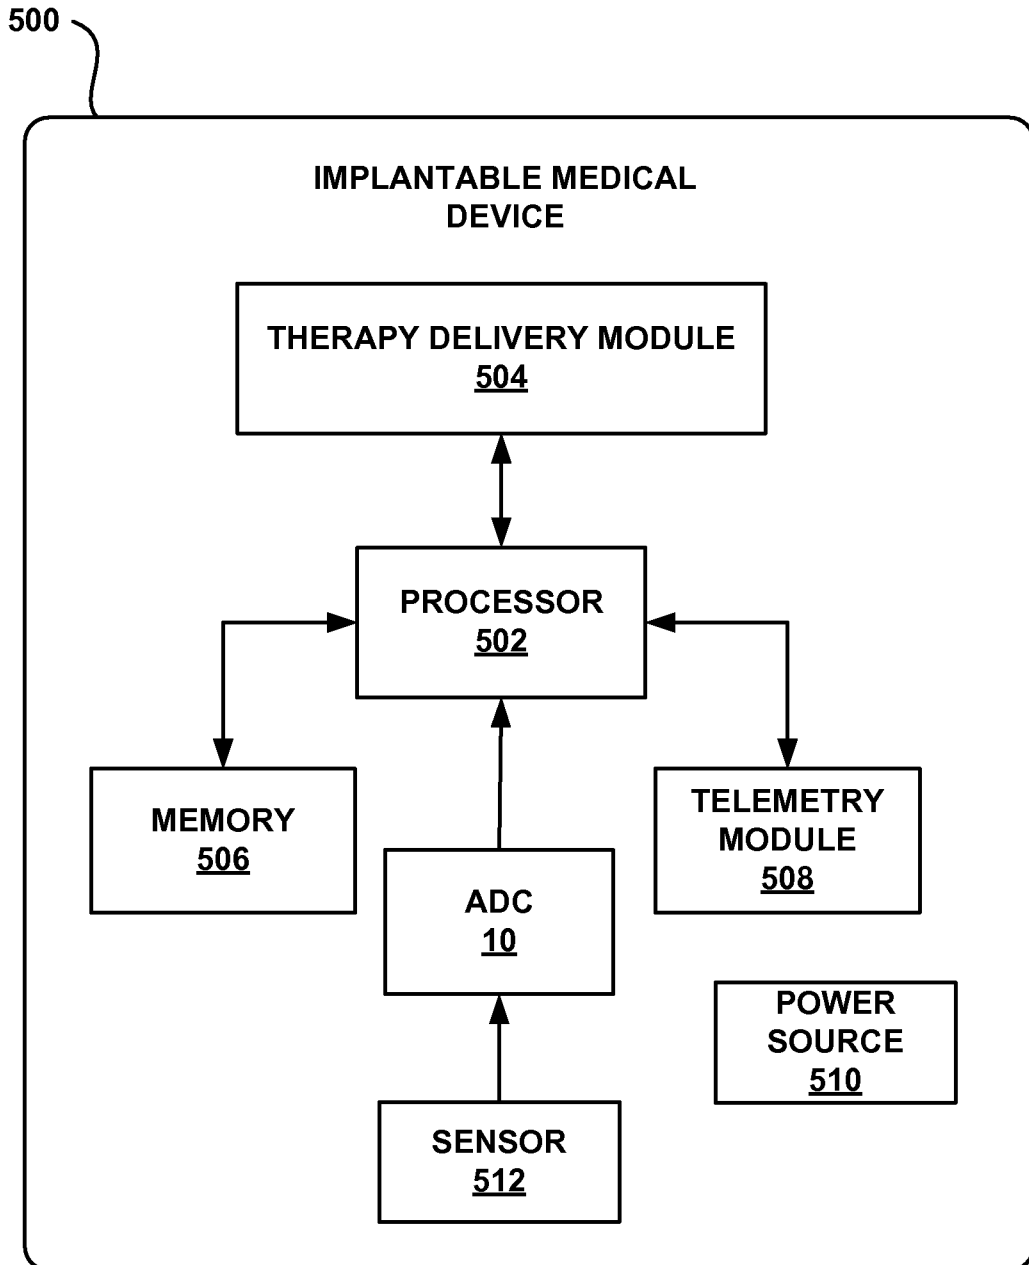 500
IMPLANTABLE MEDICAL
DEVICE
THERAPY DELIVERY MODULE
504
PROCESSOR
502
MEMORY
506
TELEMETRY
MODULE
508
ADC
10
POWER
SOURCE
510
SENSOR
512